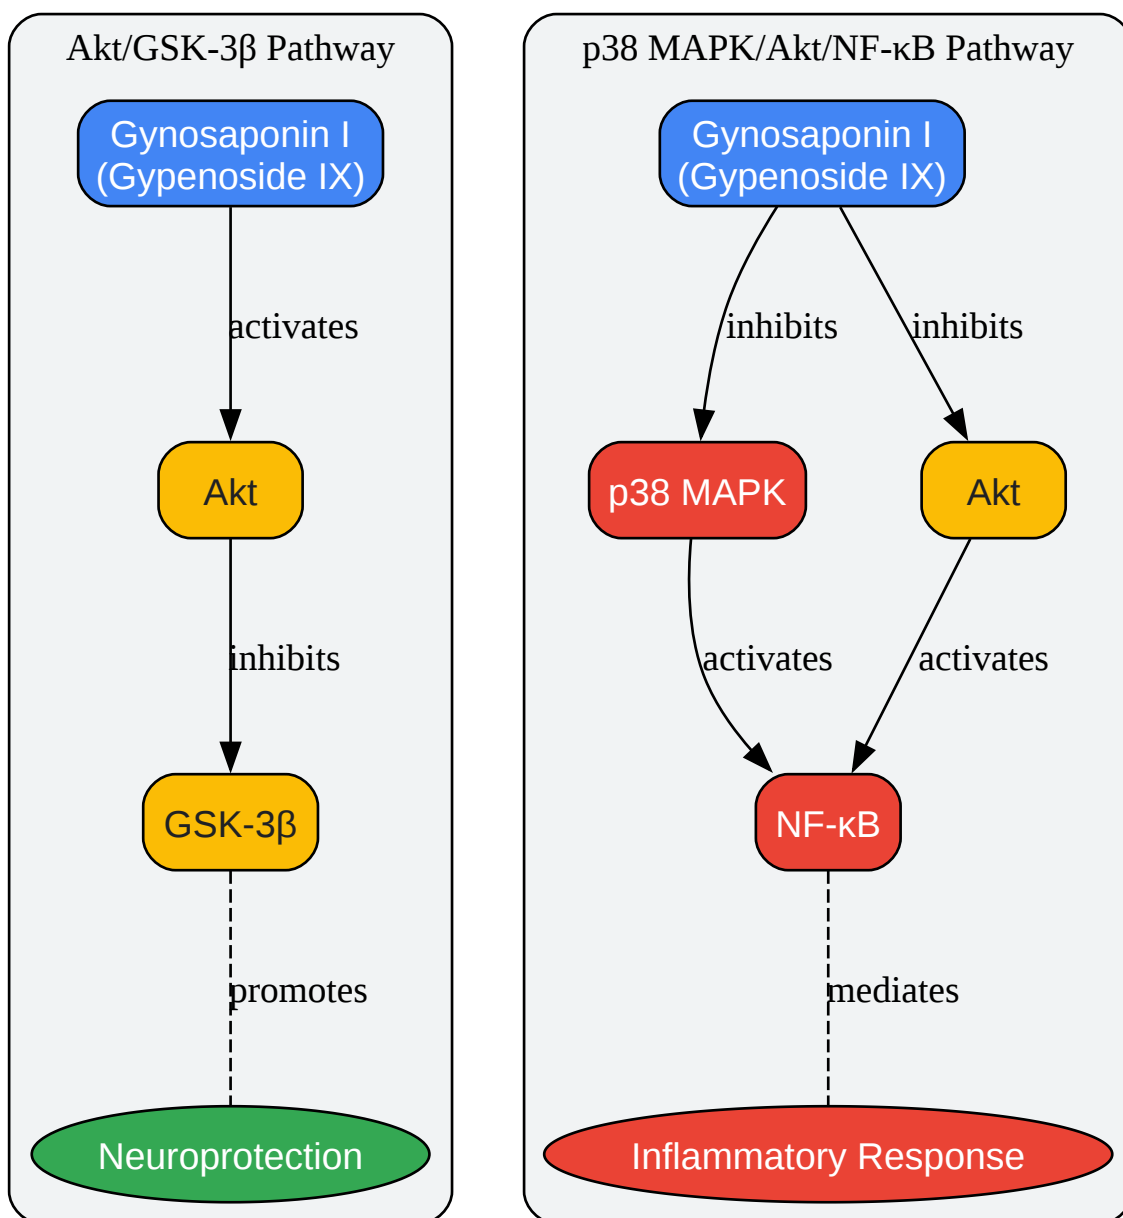 Akt/GSK-3β Pathway
Gynosaponin I
(Gypenoside IX)
activates
Akt
inhibits
GSK-3β
promotes
Neuroprotection
p38 MAPK/Akt/NF-κB Pathway
Gynosaponin I
(Gypenoside IX)
inhibits
inhibits
p38 MAPK
Akt
activates
activates
NF-κB
mediates
Inflammatory Response